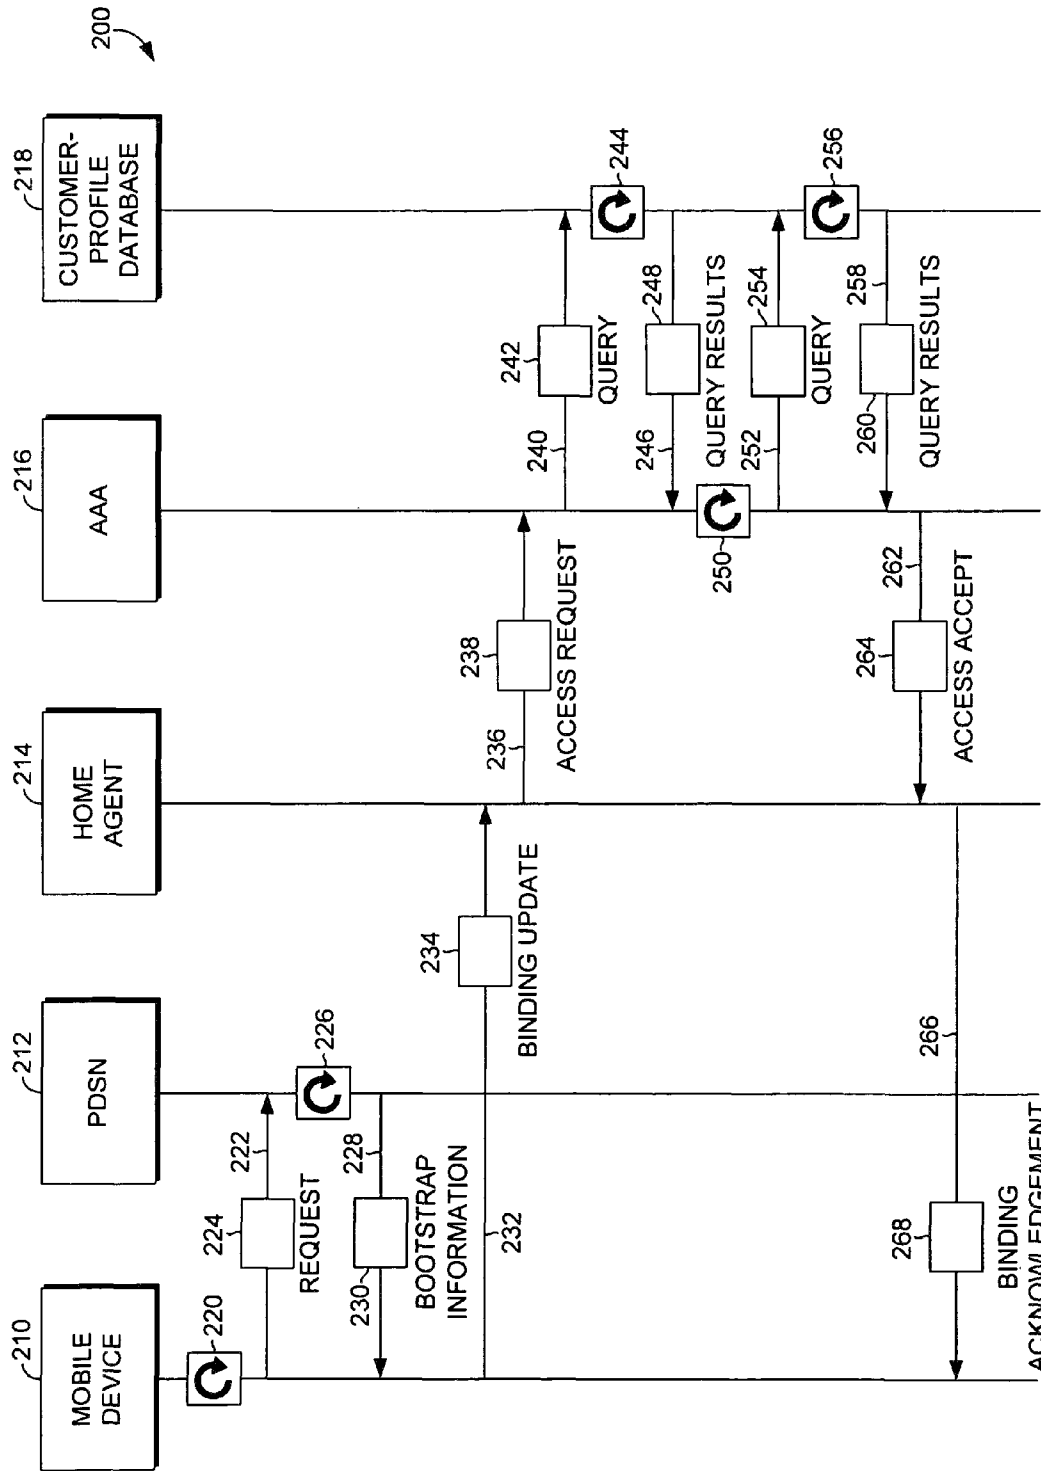 200
210
MOBILE
DEVICE
212
PDSN
214
HOME
AGENT
216
AAA
218
CUSTOMER-
PROFILE
DATABASE
220
224
222
REQUEST
226
228
230
BOOTSTRAP
INFORMATION
232
234
BINDING UPDATE
236
238
ACCESS REQUEST
240
242
QUERY
244
246
248
QUERY RESULTS
250
252
254
QUERY
256
258
260
QUERY RESULTS
262
264
ACCESS ACCEPT
266
268
BINDING
ACKNOWLEDGEMENT